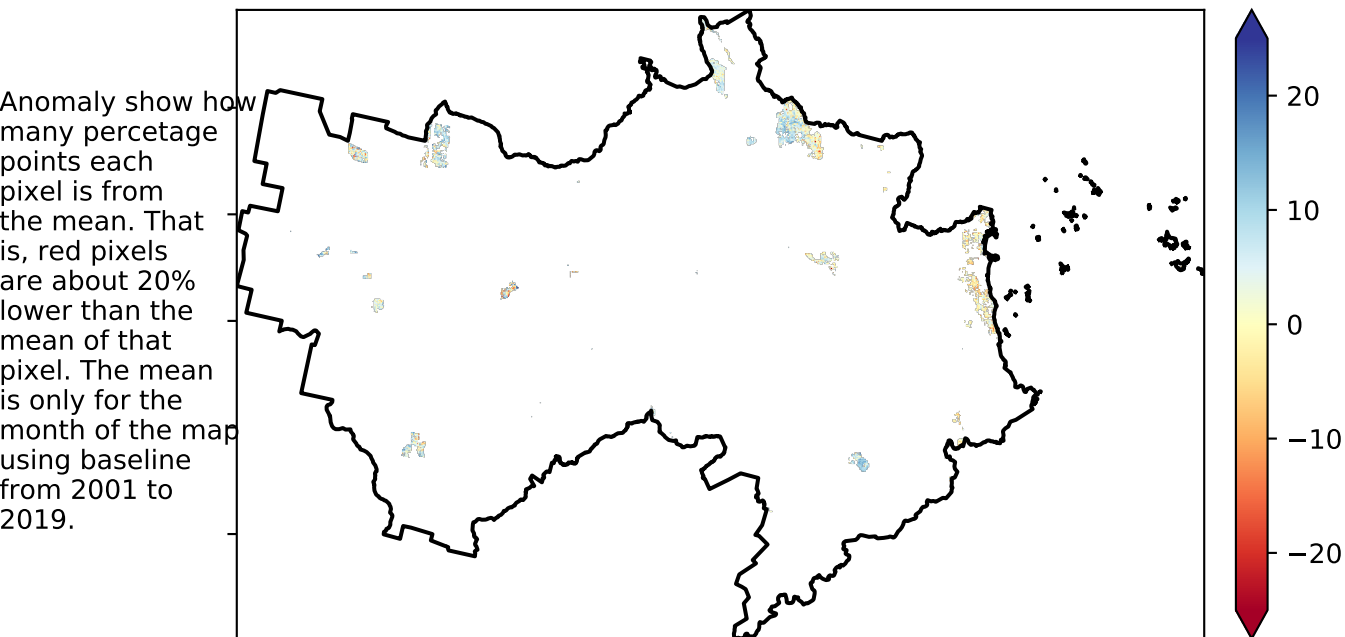 Anomaly show how
many percetage
points each
pixel is from
the mean. That
is, red pixels
are about 20%
lower than the
mean of that
pixel. The mean
is only for the
month of the map
using baseline
from 2001 to
2019.
20
10
0
−10
−20